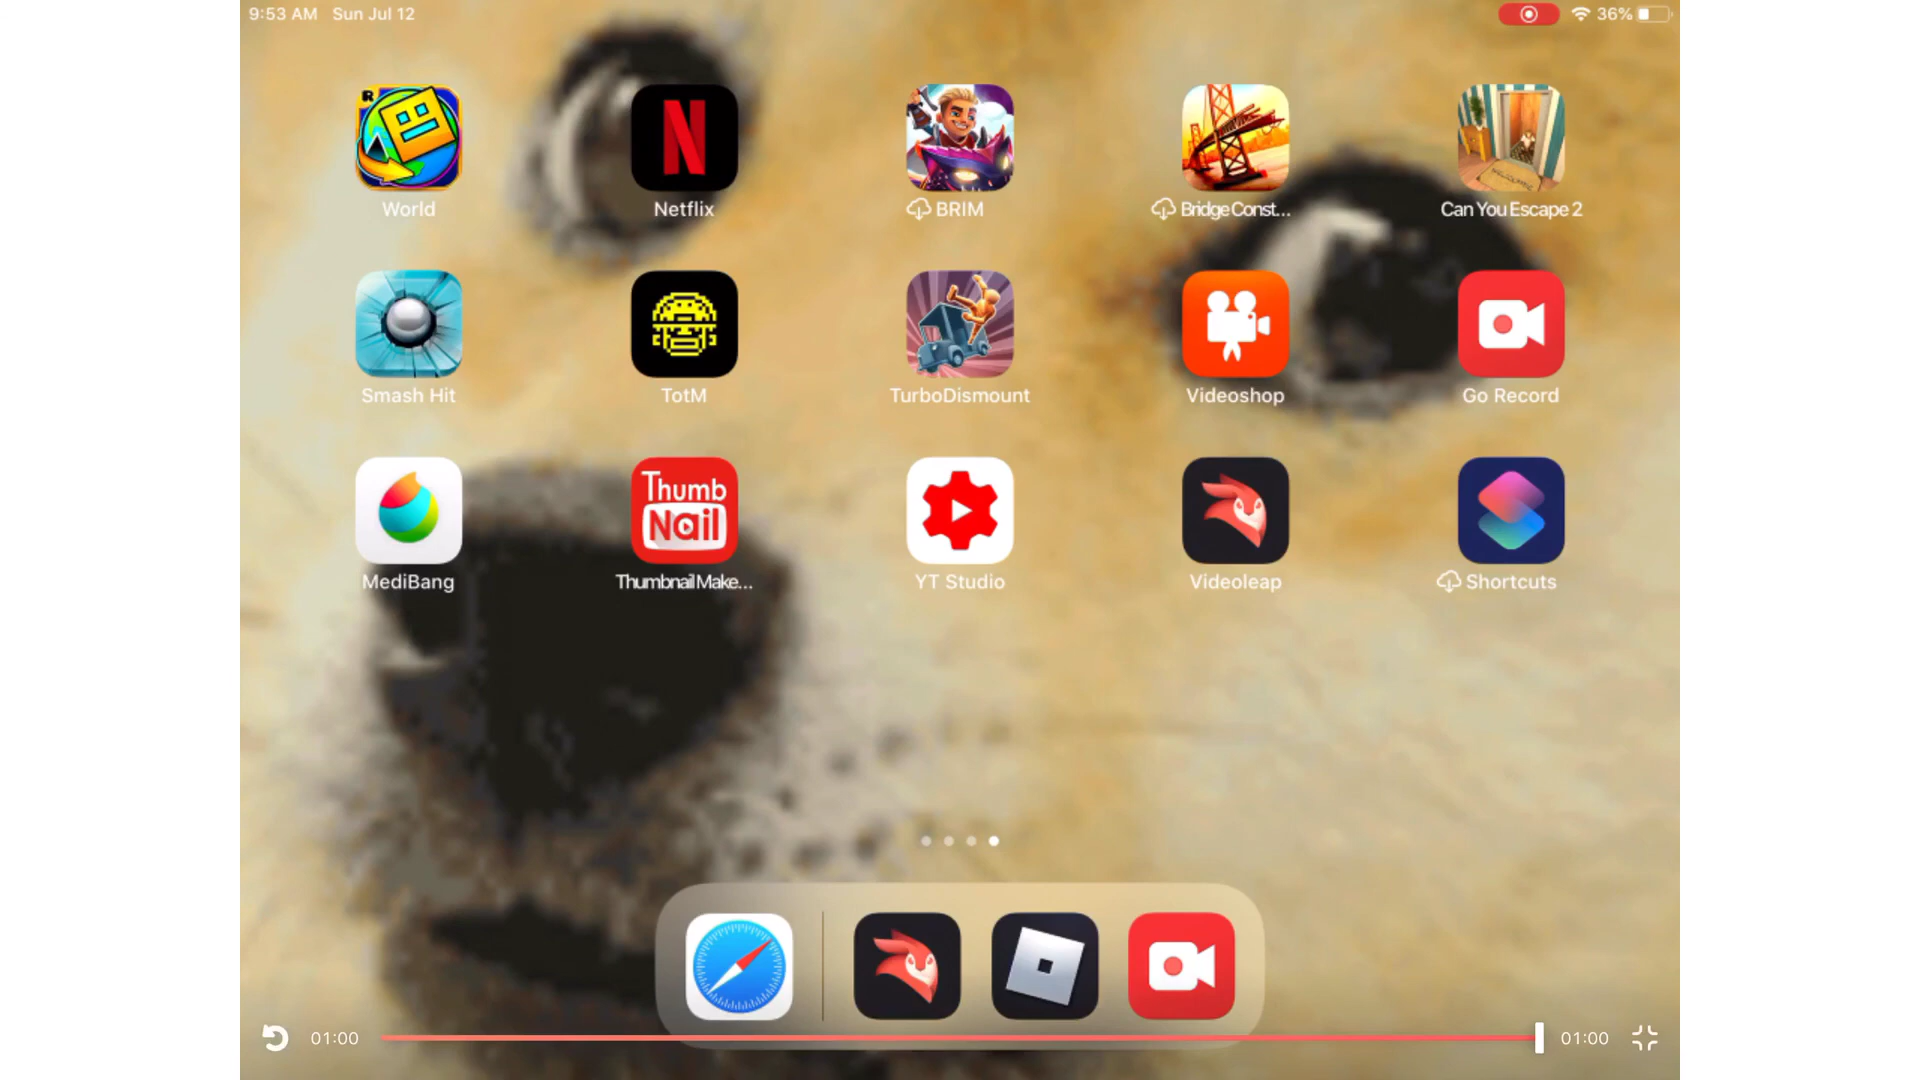 9:53 AM Sun Jul 12
36%
R
N
WELCOME
World
Netflix
BRIM
Bridge Const...
Can You Escape 2
Smash Hit
TotM
TurboDismount
Videoshop
Go Record
Thumb
Nail
MediBang
Thumbnail Make...
YT Studio
Videoleap
Shortcuts
01:00
01:00